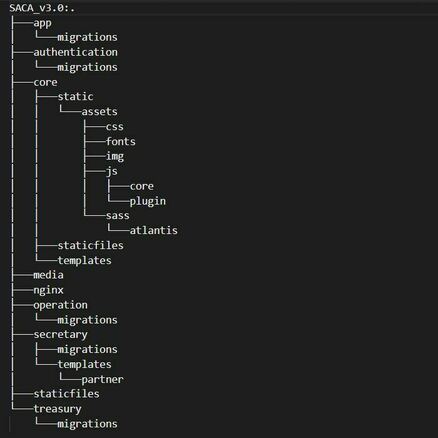 SACA_v3.0:.
├───app
│   └───migrations
├───authentication
│   └───migrations
├───core
│   ├───static
│   │   └───assets
│   │       ├───css
│   │       ├───fonts
│   │       ├───img
│   │       ├───js
│   │       │   ├───core
│   │       │   └───plugin
│   │       └───sass
│   │           └───atlantis
│   ├───staticfiles
│   └───templates
├───media
├───nginx
├───operation
│   └───migrations
├───secretary
│   ├───migrations
│   └───templates
│       └───partner
├───staticfiles
└───treasury
    └───migrations